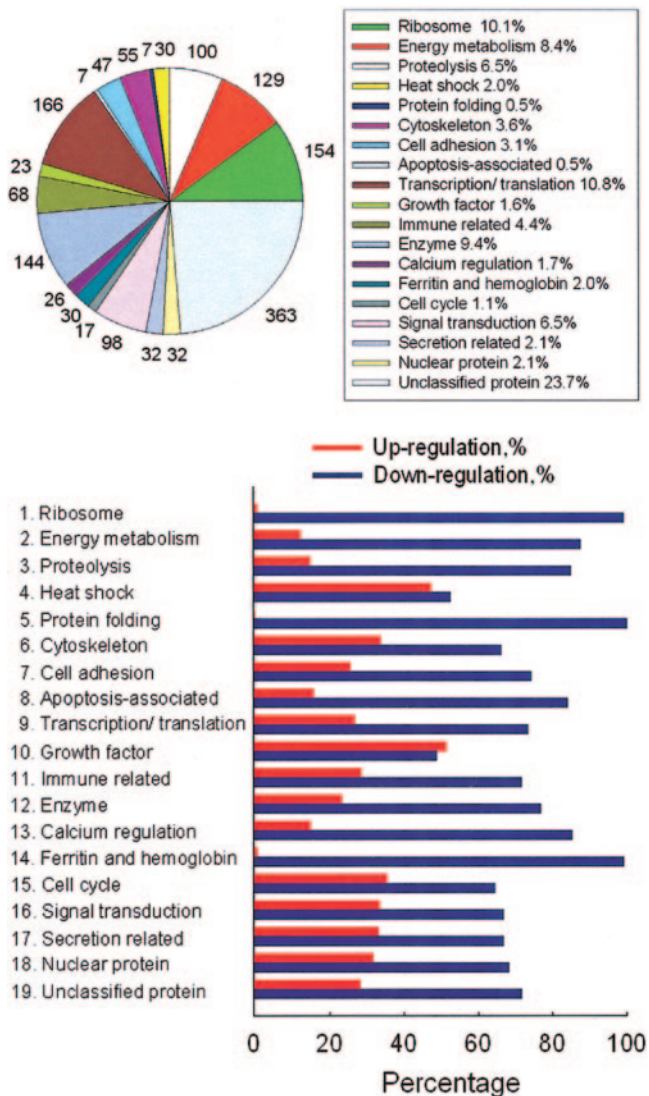 7 47 55 7 30 100
129
154
166
23
68
144
26
30
17
98
32
32
363
Ribosome 10.1%
Energy metabolism 8.4%
Proteolysis 6.5%
Heat shock 2.0%
Protein folding 0.5%
Cytoskeleton 3.6%
Cell adhesion 3.1%
Apoptosis-associated 0.5%
Transcription/ translation 10.8%
Growth factor 1.6%
Immune related 4.4%
Enzyme 9.4%
Calcium regulation 1.7%
Ferritin and hemoglobin 2.0%
Cell cycle 1.1%
Signal transduction 6.5%
Secretion related 2.1%
Nuclear protein 2.1%
Unclassified protein 23.7%
Up-regulation,%
Down-regulation,%
1. Ribosome
2. Energy metabolism
3. Proteolysis
4. Heat shock
5. Protein folding
6. Cytoskeleton
7. Cell adhesion
8. Apoptosis-associated
9. Transcription/ translation
10. Growth factor
11. Immune related
12. Enzyme
13. Calcium regulation
14. Ferritin and hemoglobin
15. Cell cycle
16. Signal transduction
17. Secretion related
18. Nuclear protein
19. Unclassified protein
0 20 40 60 80 100
Percentage